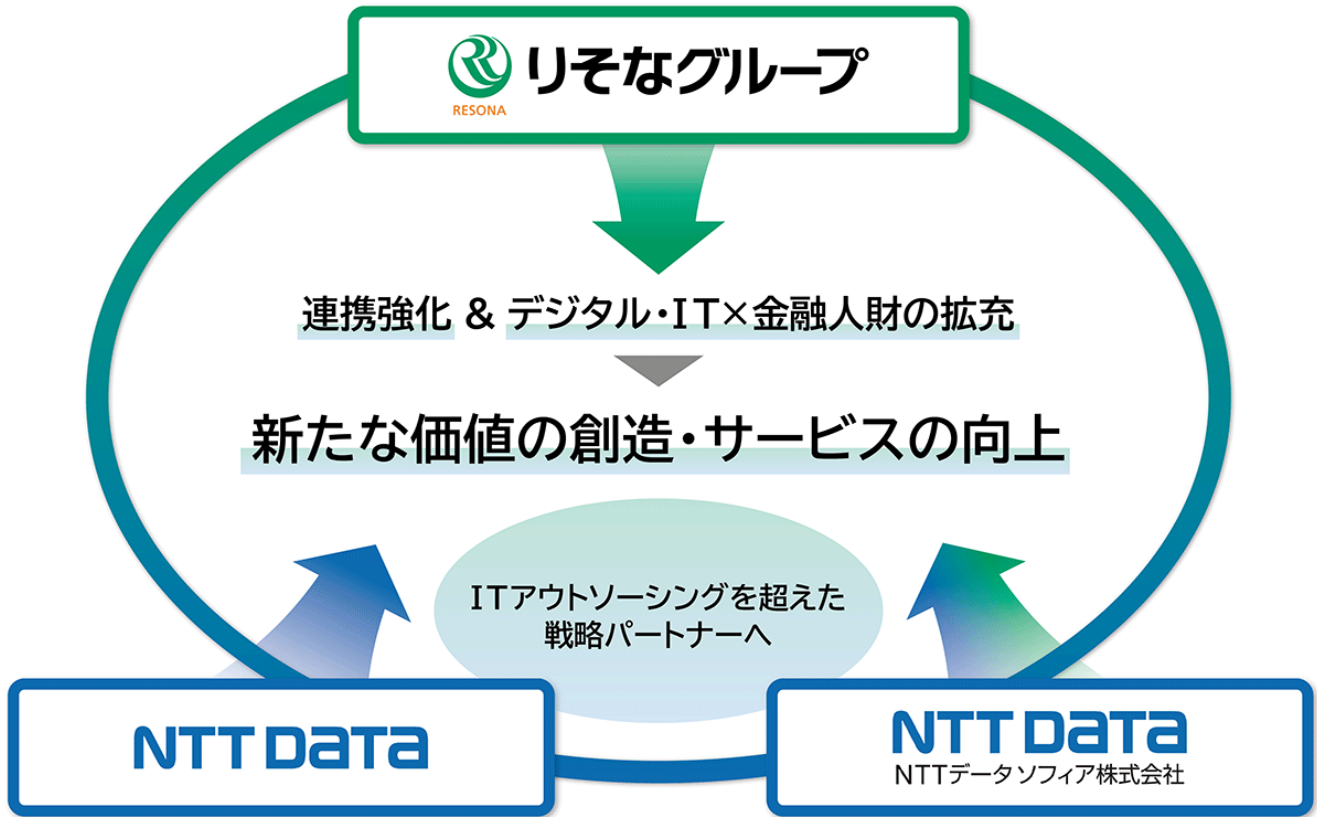 りそなグループ
RESONA
連携強化 & デジタル・IT×金融人財の拡充
新たな価値の創造・サービスの向上
ITアウトソーシングを超えた
戦略パートナーへ
NTT DATA
NTT DATA
NTTデータ ソフィア株式会社